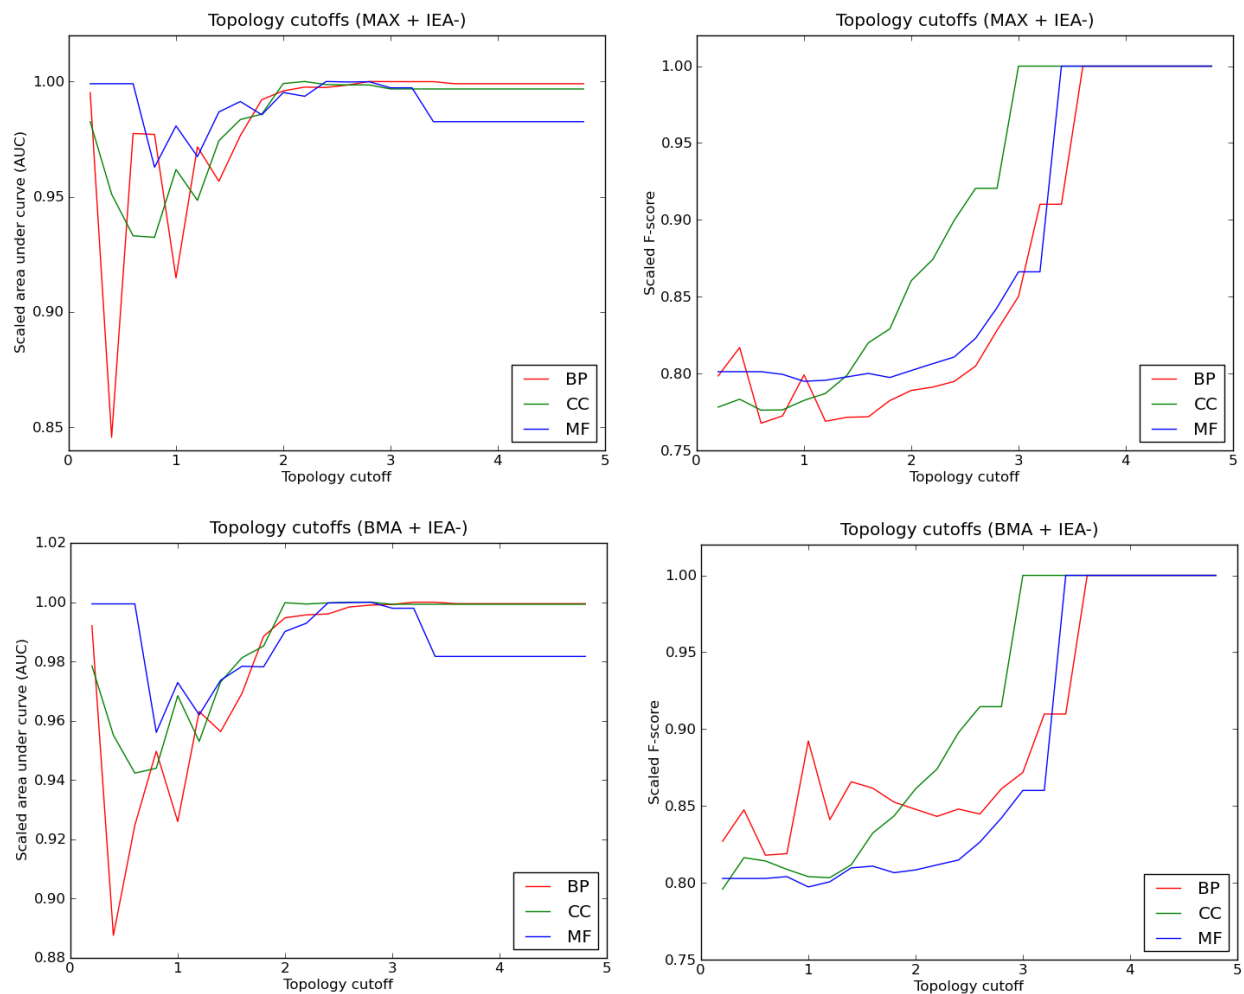 Topology cutoffs (MAX + IEA-)
Scaled area under curve (AUC)
1.00
0.95
0.90
0.85
0 1 2 3 4 5
Topology cutoff
BP
CC
MF
Topology cutoffs (MAX + IEA-)
Scaled F-score
1.00
0.95
0.90
0.85
0.80
0.75
0 1 2 3 4 5
Topology cutoff
BP
CC
MF
Topology cutoffs (BMA + IEA-)
Scaled area under curve (AUC)
1.02
1.00
0.98
0.96
0.94
0.92
0.90
0.88
0 1 2 3 4 5
Topology cutoff
BP
CC
MF
Topology cutoffs (BMA + IEA-)
Scaled F-score
1.00
0.95
0.90
0.85
0.80
0.75
0 1 2 3 4 5
Topology cutoff
BP
CC
MF